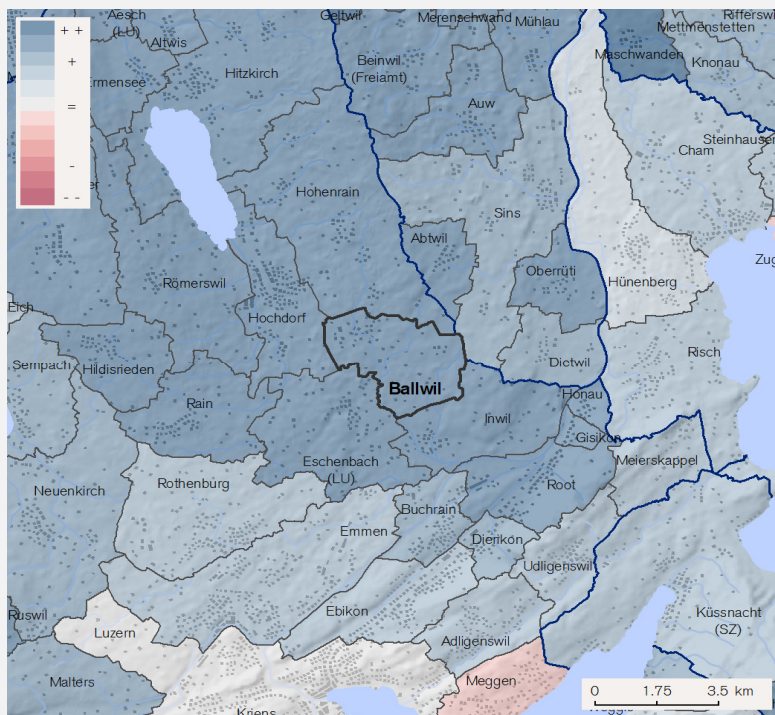 Aesch
(LU)
Geltwil
Merenschwand
Mühlau
Rifferswi
Mettmenstetten
+ +
Altwis
Maschwanden
Knonau
Beinwil
(Freiamt)
+
Hitzkirch
Ermensee
Auw
=
Steinhauser
Cham
-
Hohenrain
- -
Sins
Abtwil
Zug
Oberrüti
Römerswil
Hünenberg
Eich
Hochdorf
Risch
Sempach
Hildisrieden
Dietwil
Ballwil
Honau
Rain
Inwil
Gisikon
Eschenbach
(LU)
Meierskappel
Rothenburg
Root
Neuenkirch
Buchrain
Emmen
Dierikon
Udligenswil
Ebikon
Ruswil
Küssnacht
(SZ)
Luzern
Adligenswil
Meggen
Malters
0 1.75 3.5 km
Kriens